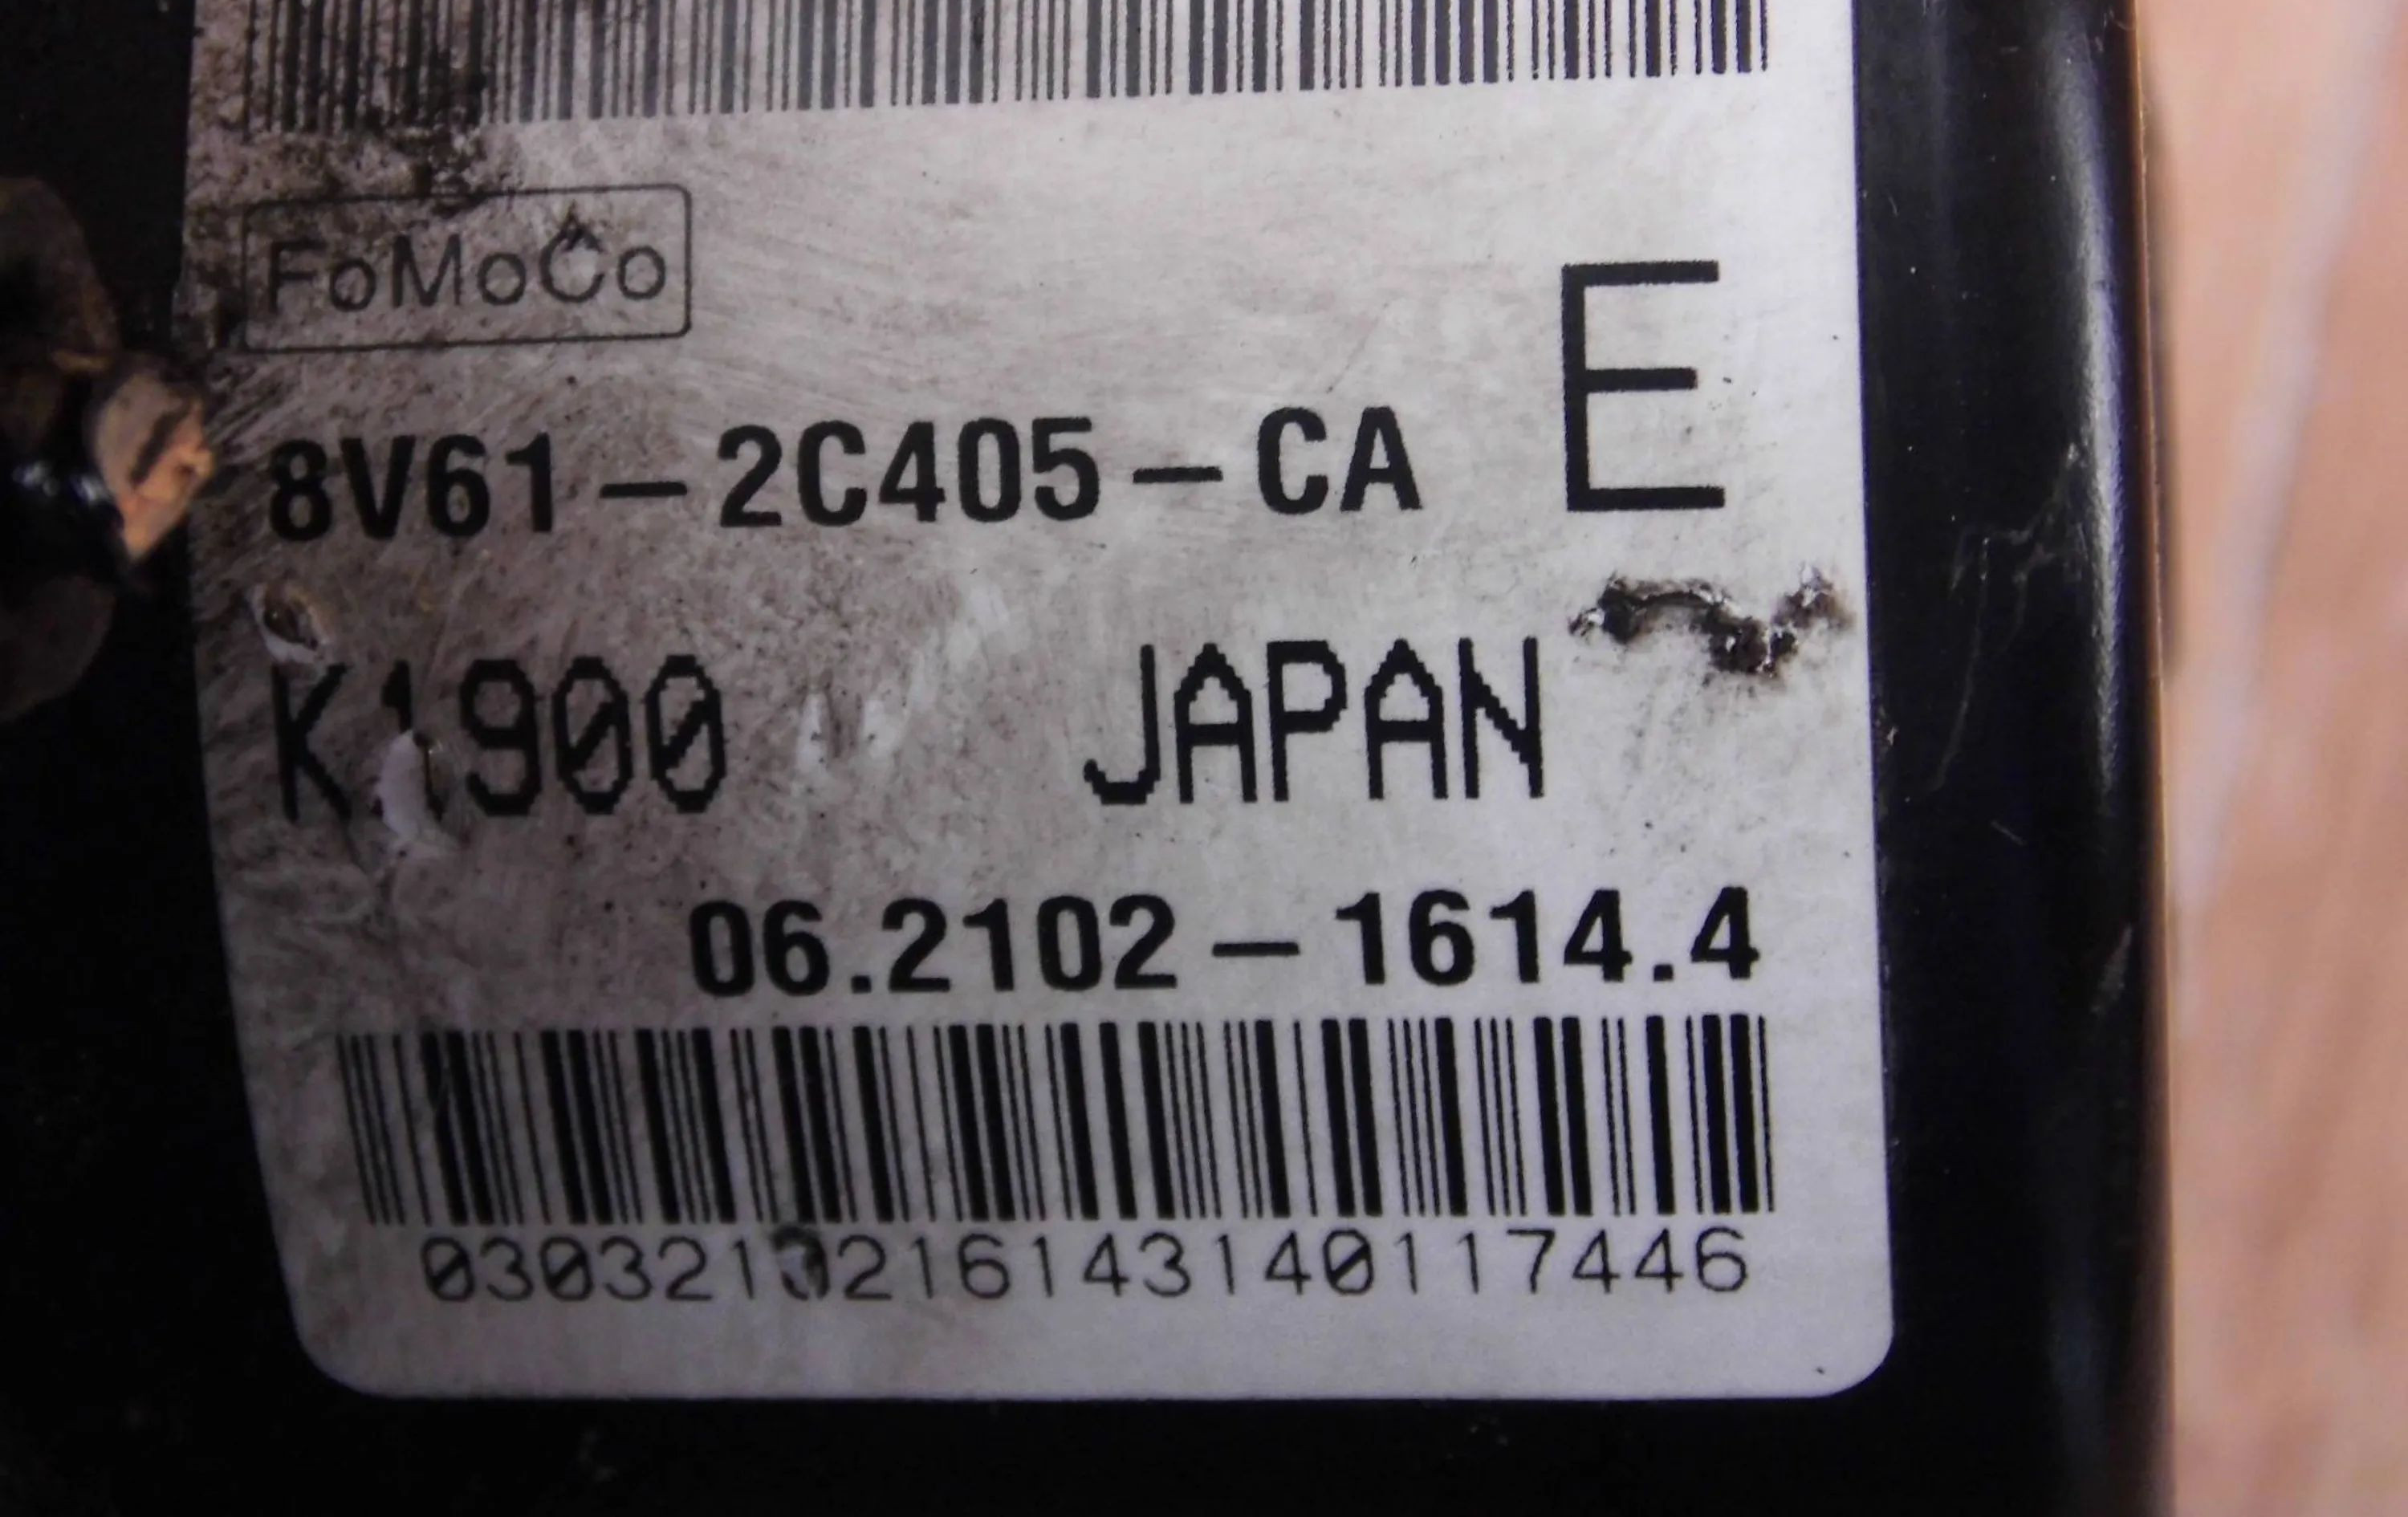 FoMoCo
E
8V61-2C405-CA
K1900 JAPAN
06.2102-1614.4